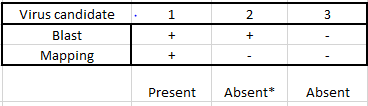 Virus candidate 1 2 3
Blast + + -
Mapping + - -
Present Absent* Absent